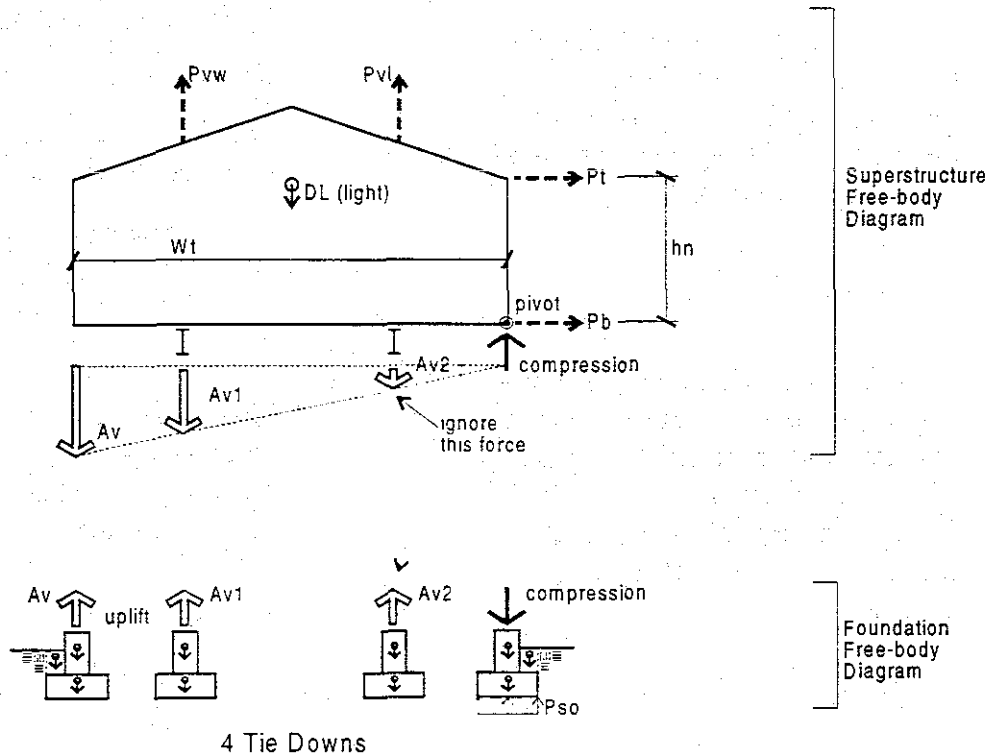 Pvw
Pvl
Pt
DL (light)
Superstructure
Free-body
Diagram
Wt
hn
pivot
Pb
Av2
compression
Av1
Av
ignore
this force
Av
uplift
Av1
Av2
compression
Foundation
Free-body
Diagram
Pso
4 Tie Downs